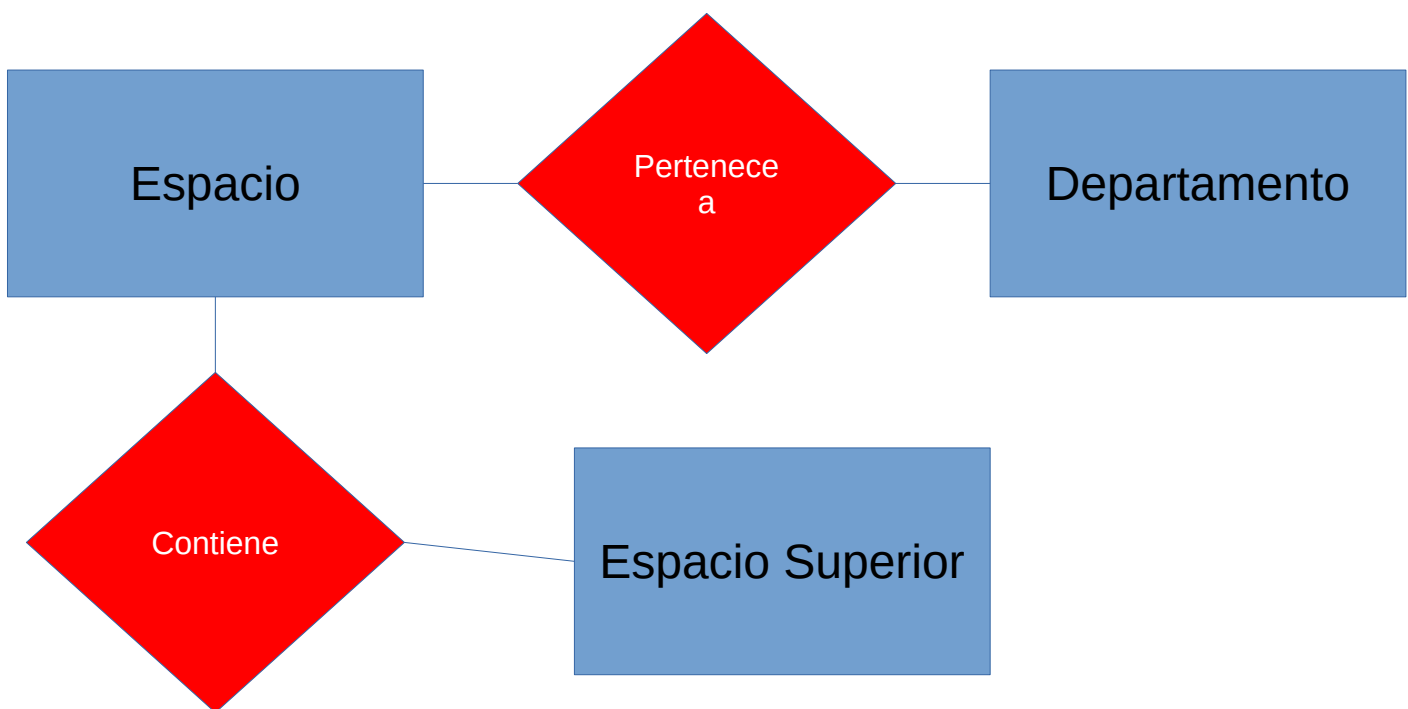 Espacio
Pertenece
a
Departamento
Contiene
Espacio Superior